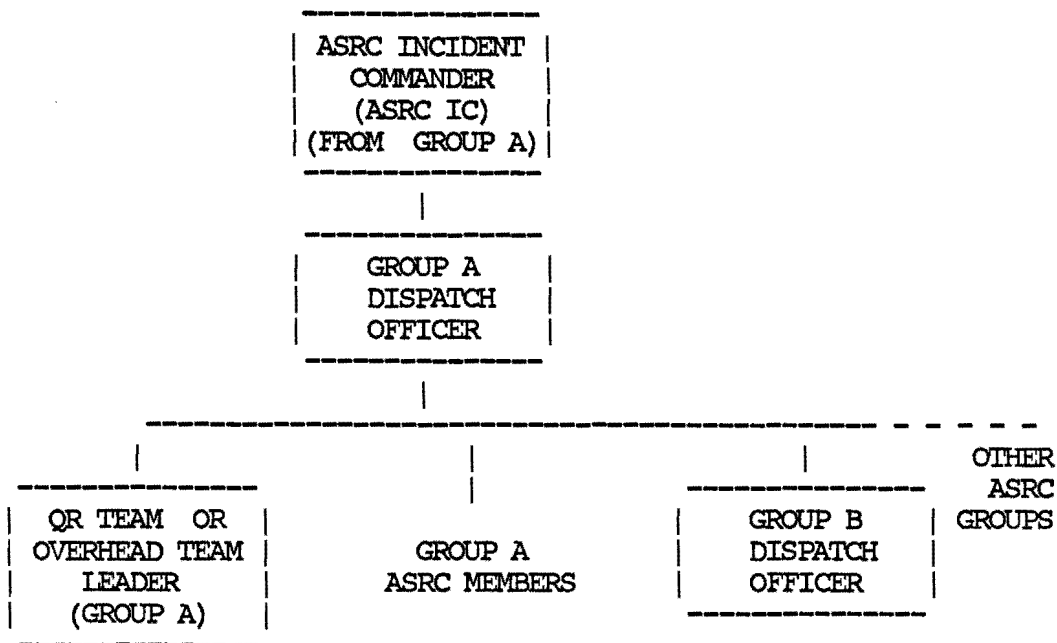 ASRC INCIDENT
COMMANDER
(ASRC IC)
(FROM GROUP A)
GROUP A
DISPATCH
OFFICER
QR TEAM OR
OVERHEAD TEAM
LEADER
(GROUP A)
GROUP A
ASRC MEMBERS
GROUP B
DISPATCH
OFFICER
OTHER
ASRC
GROUPS